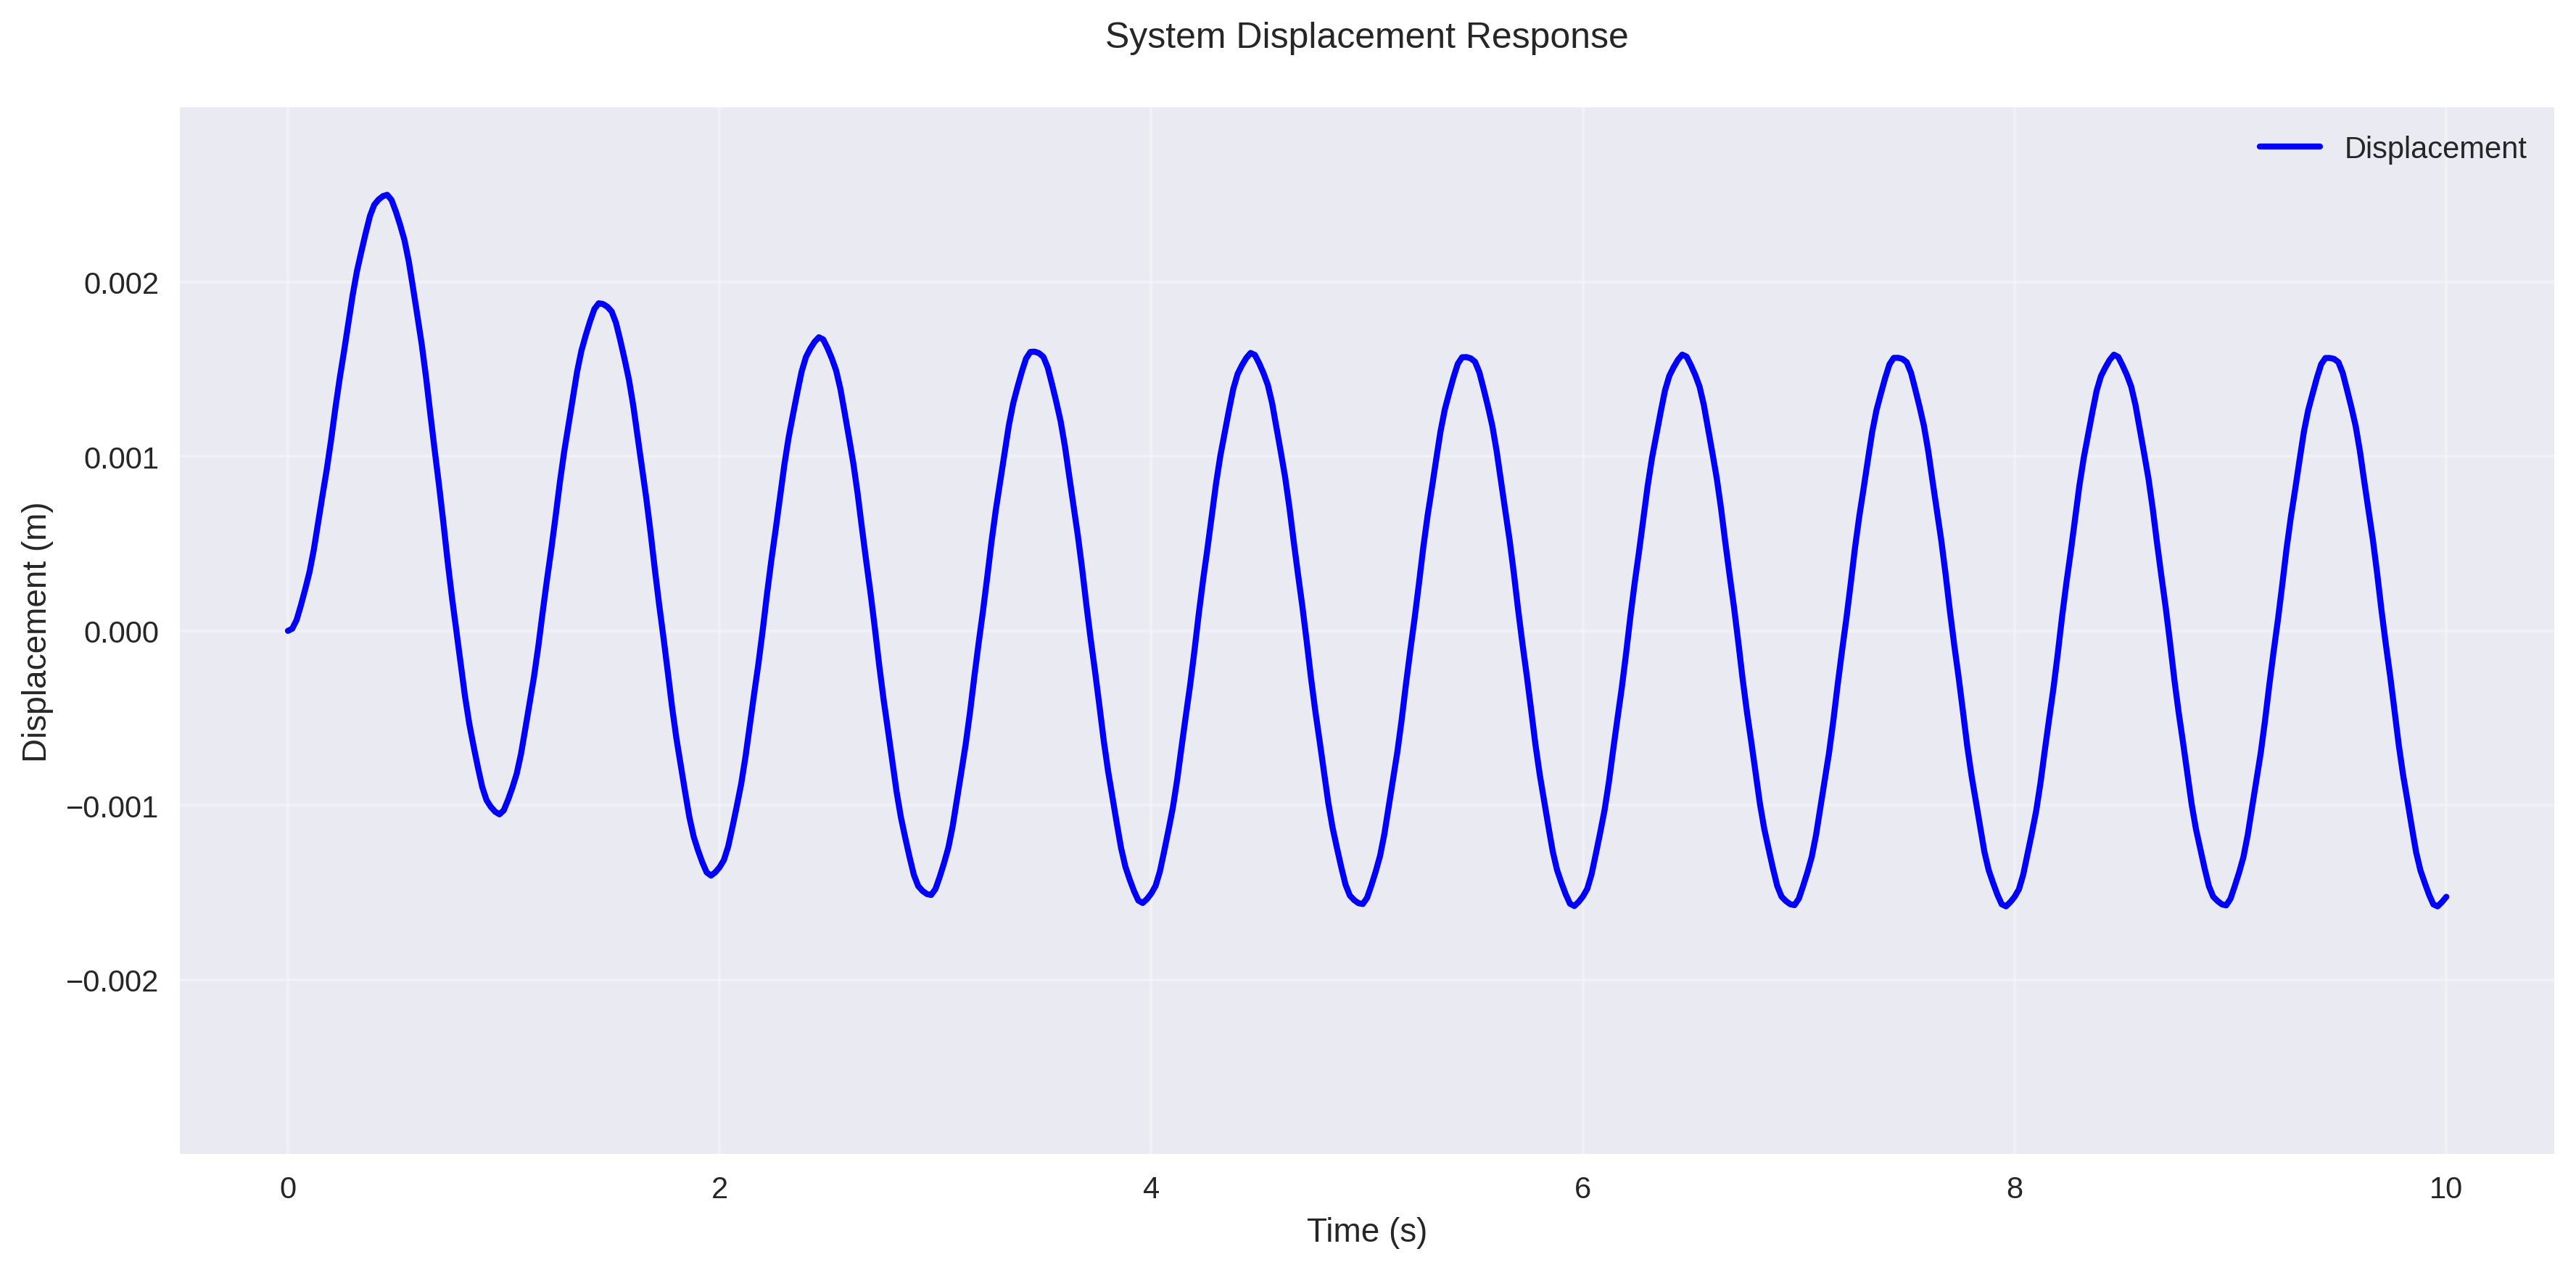 System Displacement Response
Displacement
0.002
0.001
0.000
−0.001
−0.002
Displacement (m)
0 2 4 6 8 10
Time (s)